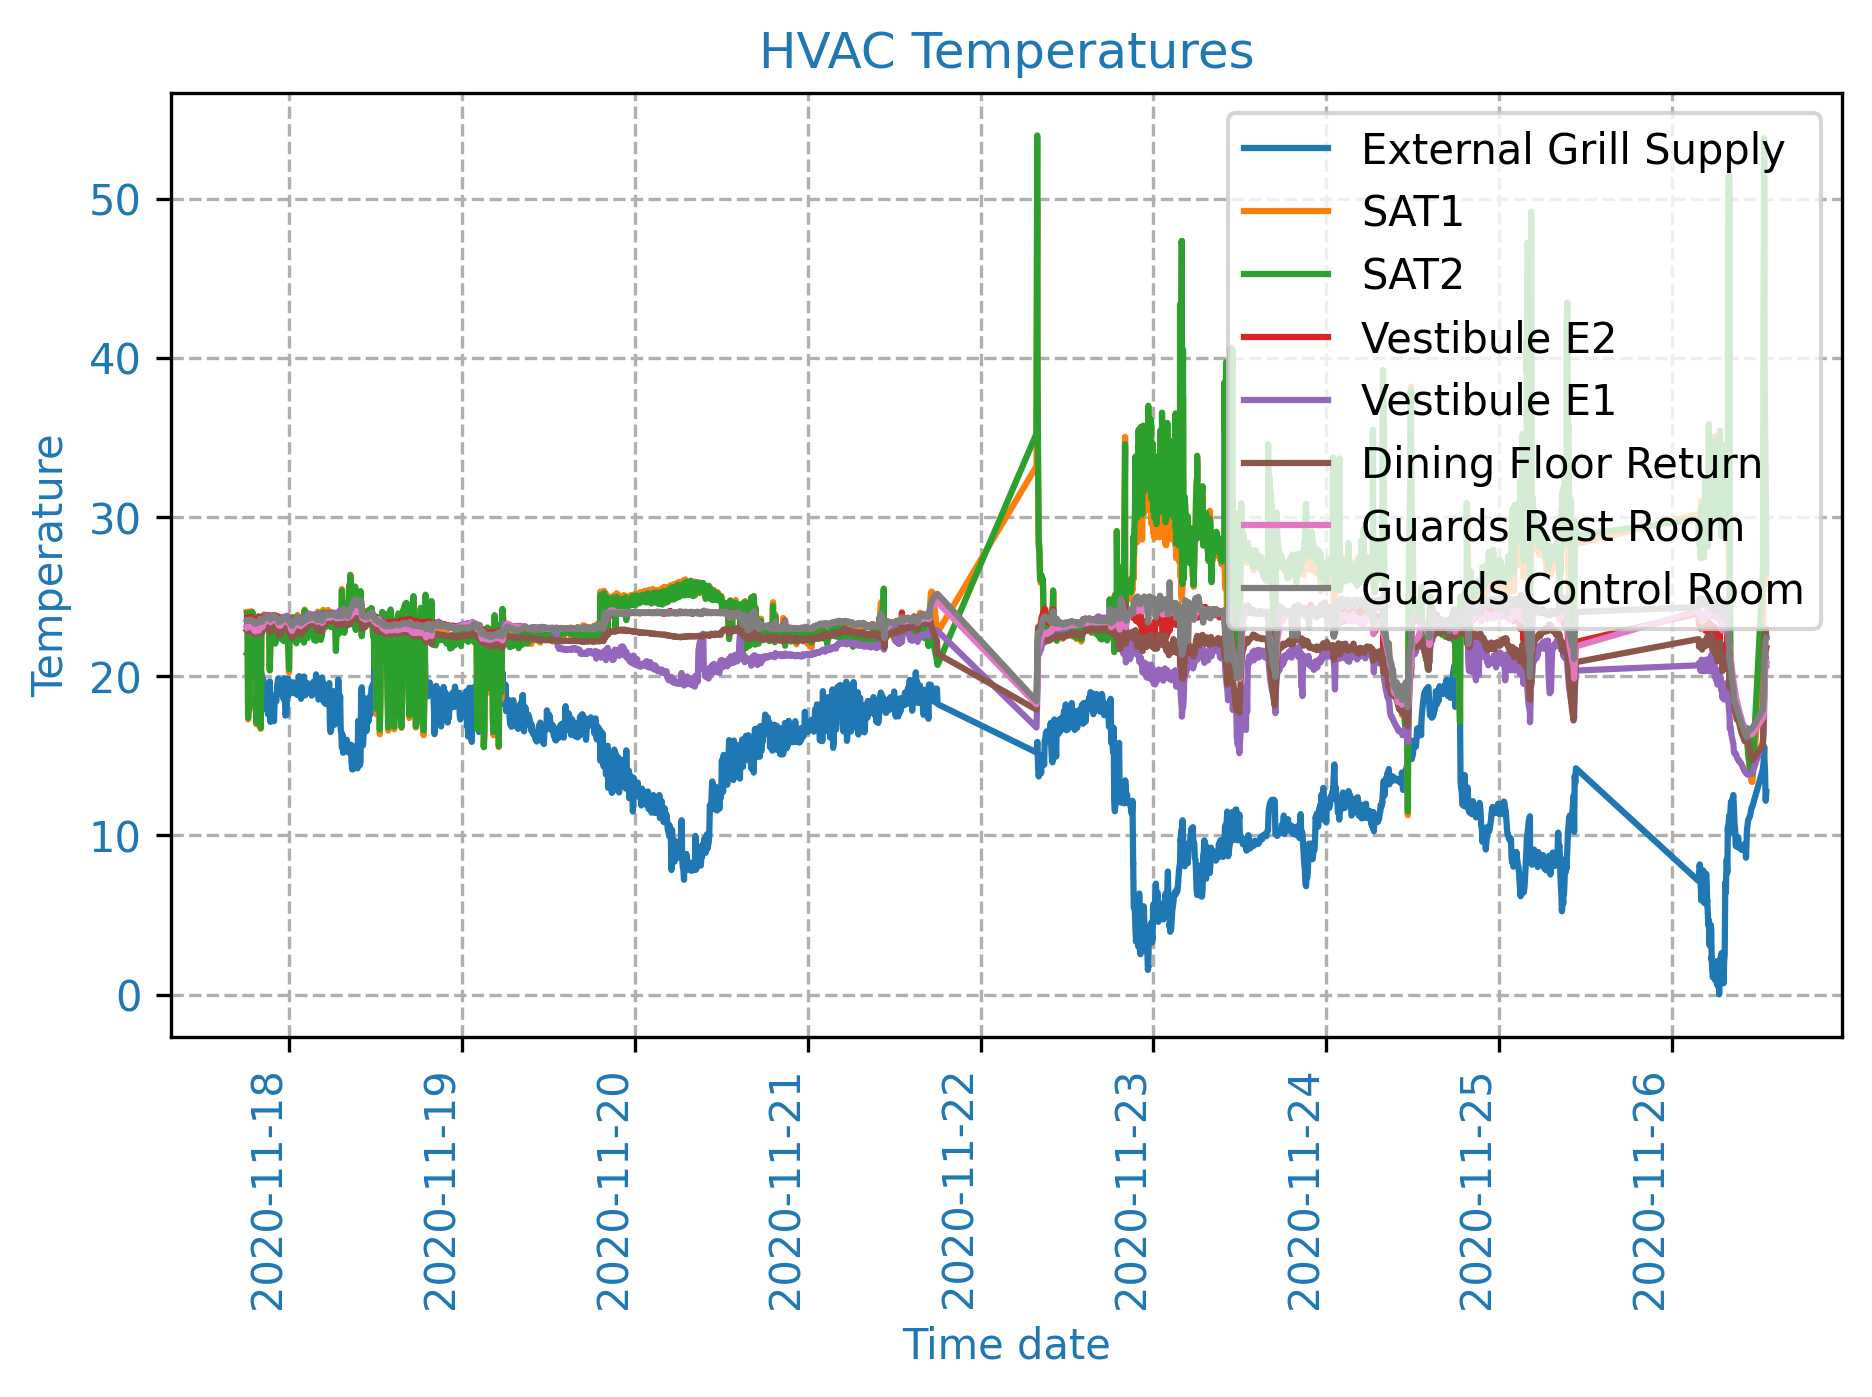 HVAC Temperatures
External Grill Supply
SAT1
SAT2
Vestibule E2
Vestibule E1
Dining Floor Return
Guards Rest Room
Guards Control Room
Temperature
50
40
30
20
10
0
2020-11-18
2020-11-19
2020-11-20
2020-11-21
2020-11-22
2020-11-23
2020-11-24
2020-11-25
2020-11-26
Time date